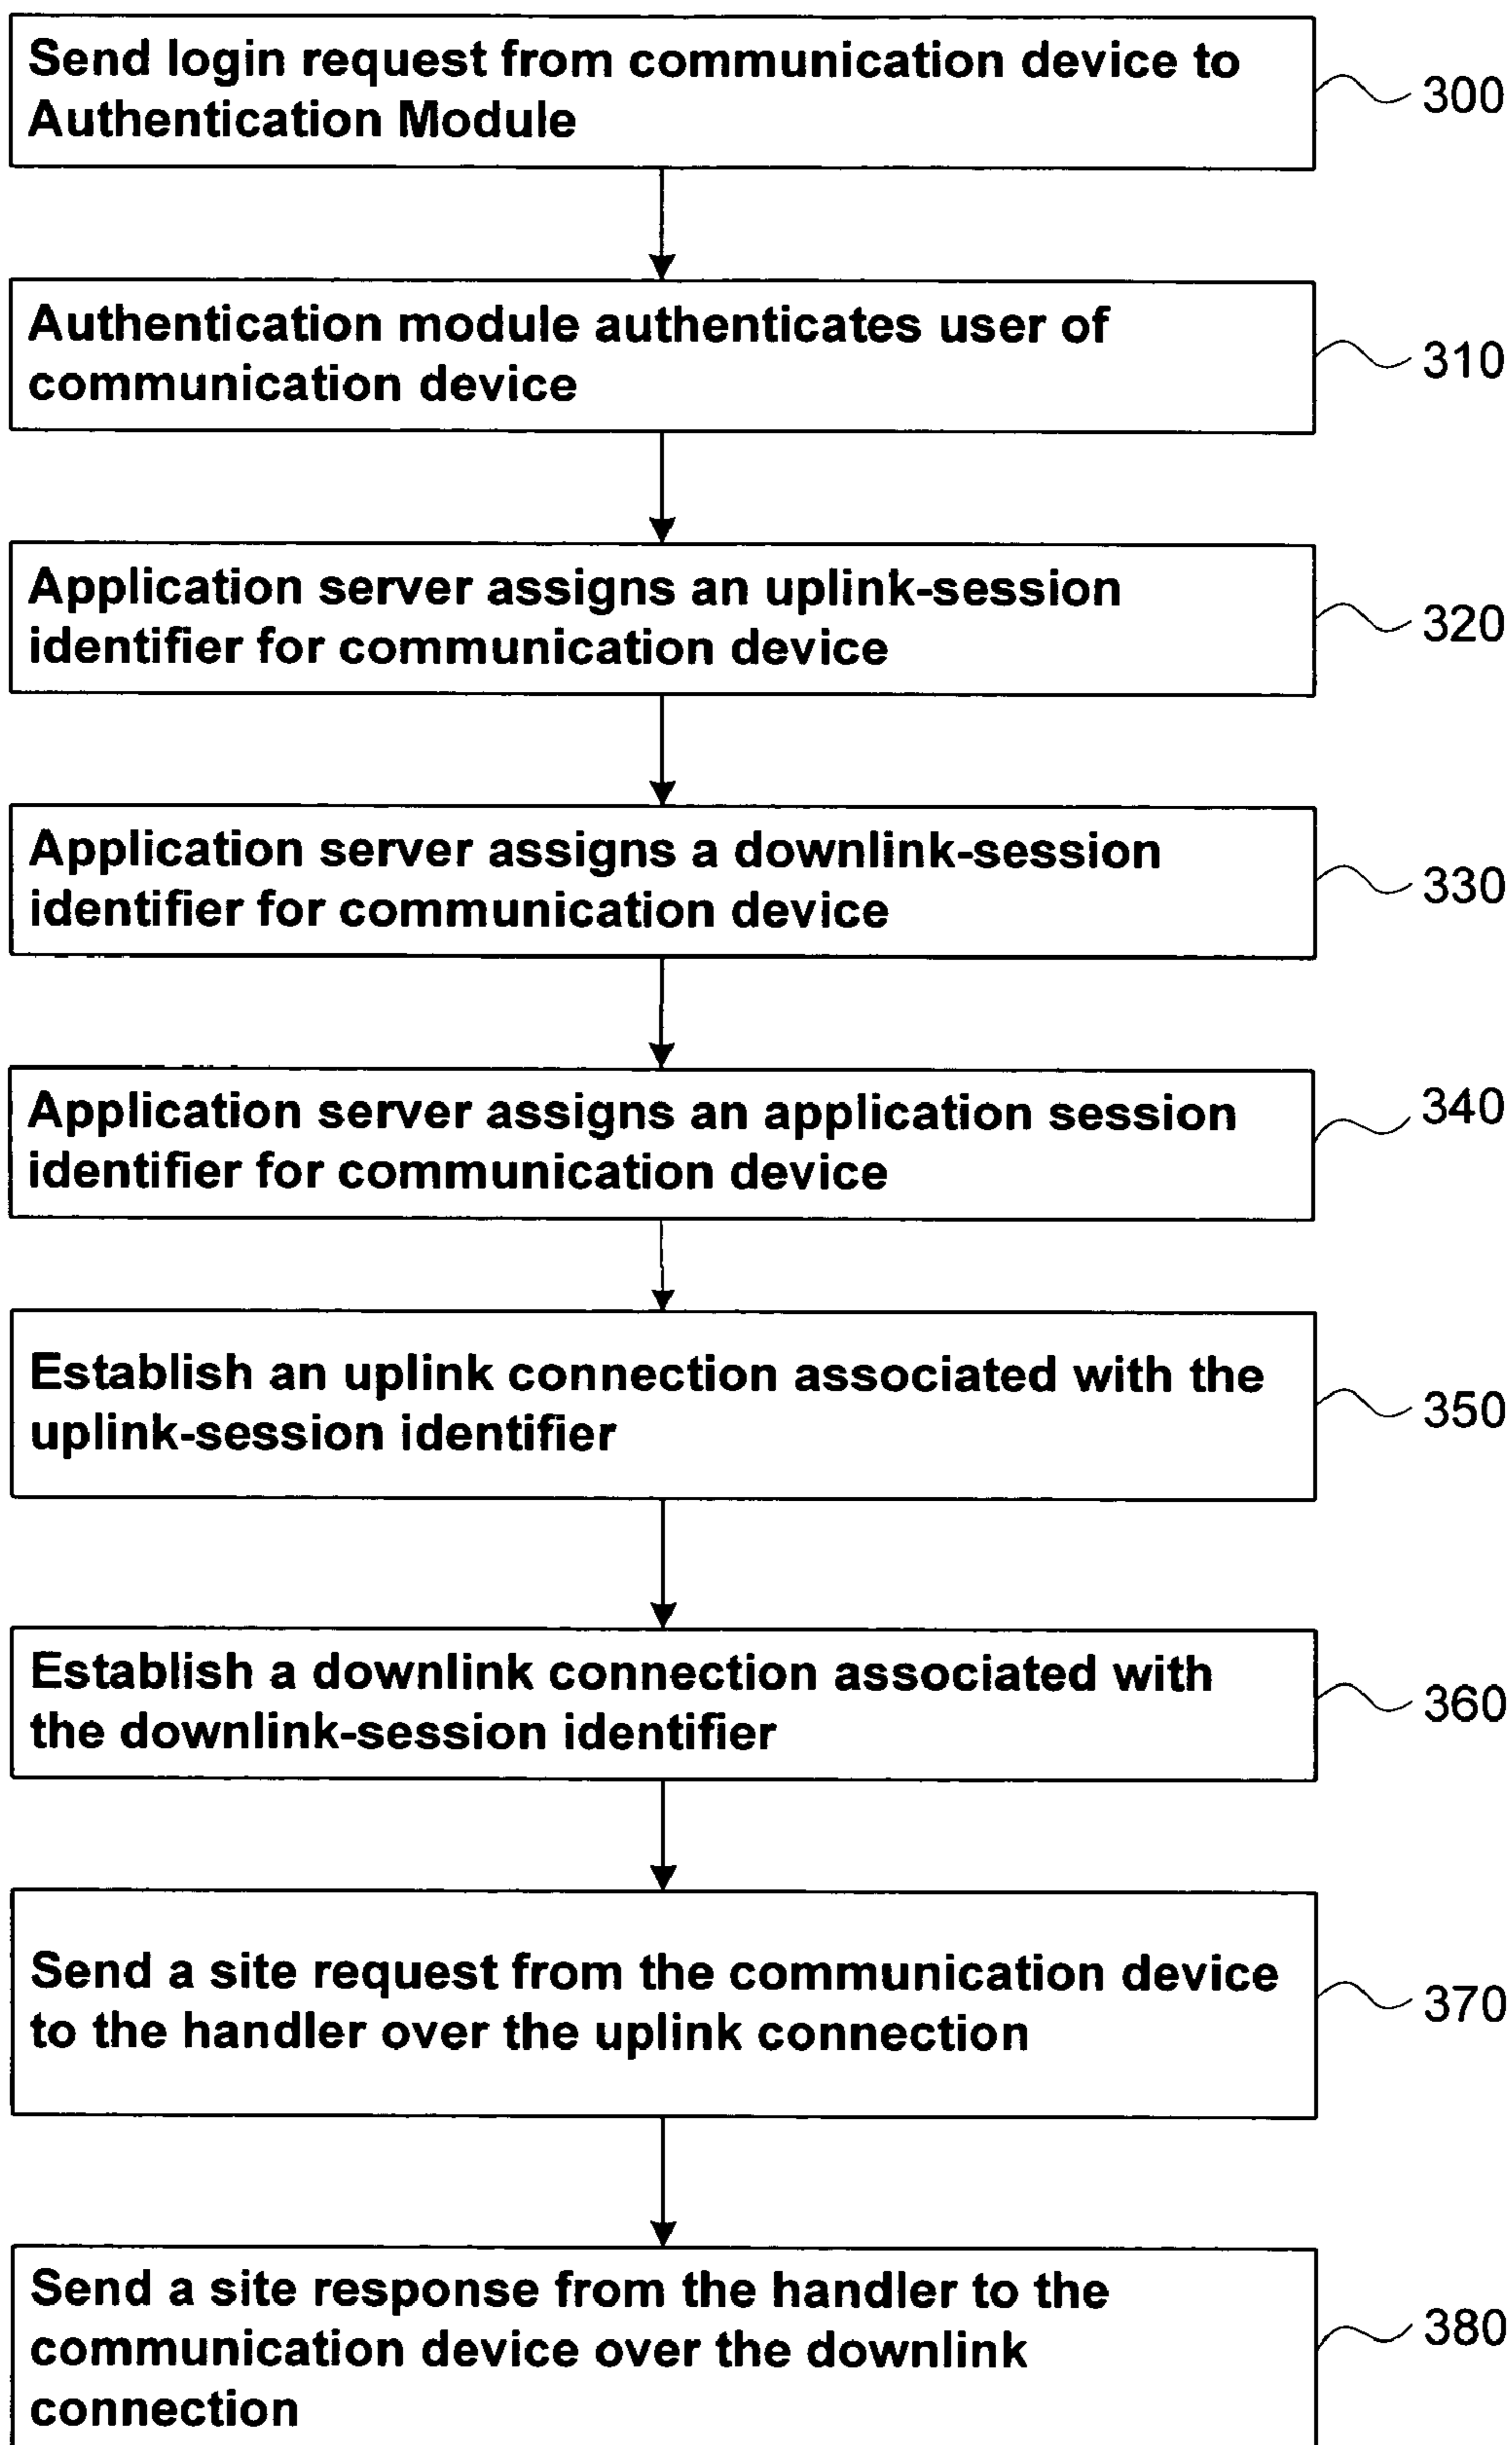 Send login request from communication device to
Authentication Module
300
Authentication module authenticates user of
communication device
310
Application server assigns an uplink-session
identifier for communication device
320
Application server assigns a downlink-session
identifier for communication device
330
Application server assigns an application session
identifier for communication device
340
Establish an uplink connection associated with the
uplink-session identifier
350
Establish a downlink connection associated with
the downlink-session identifier
360
Send a site request from the communication device
to the handler over the uplink connection
370
Send a site response from the handler to the
communication device over the downlink
connection
380